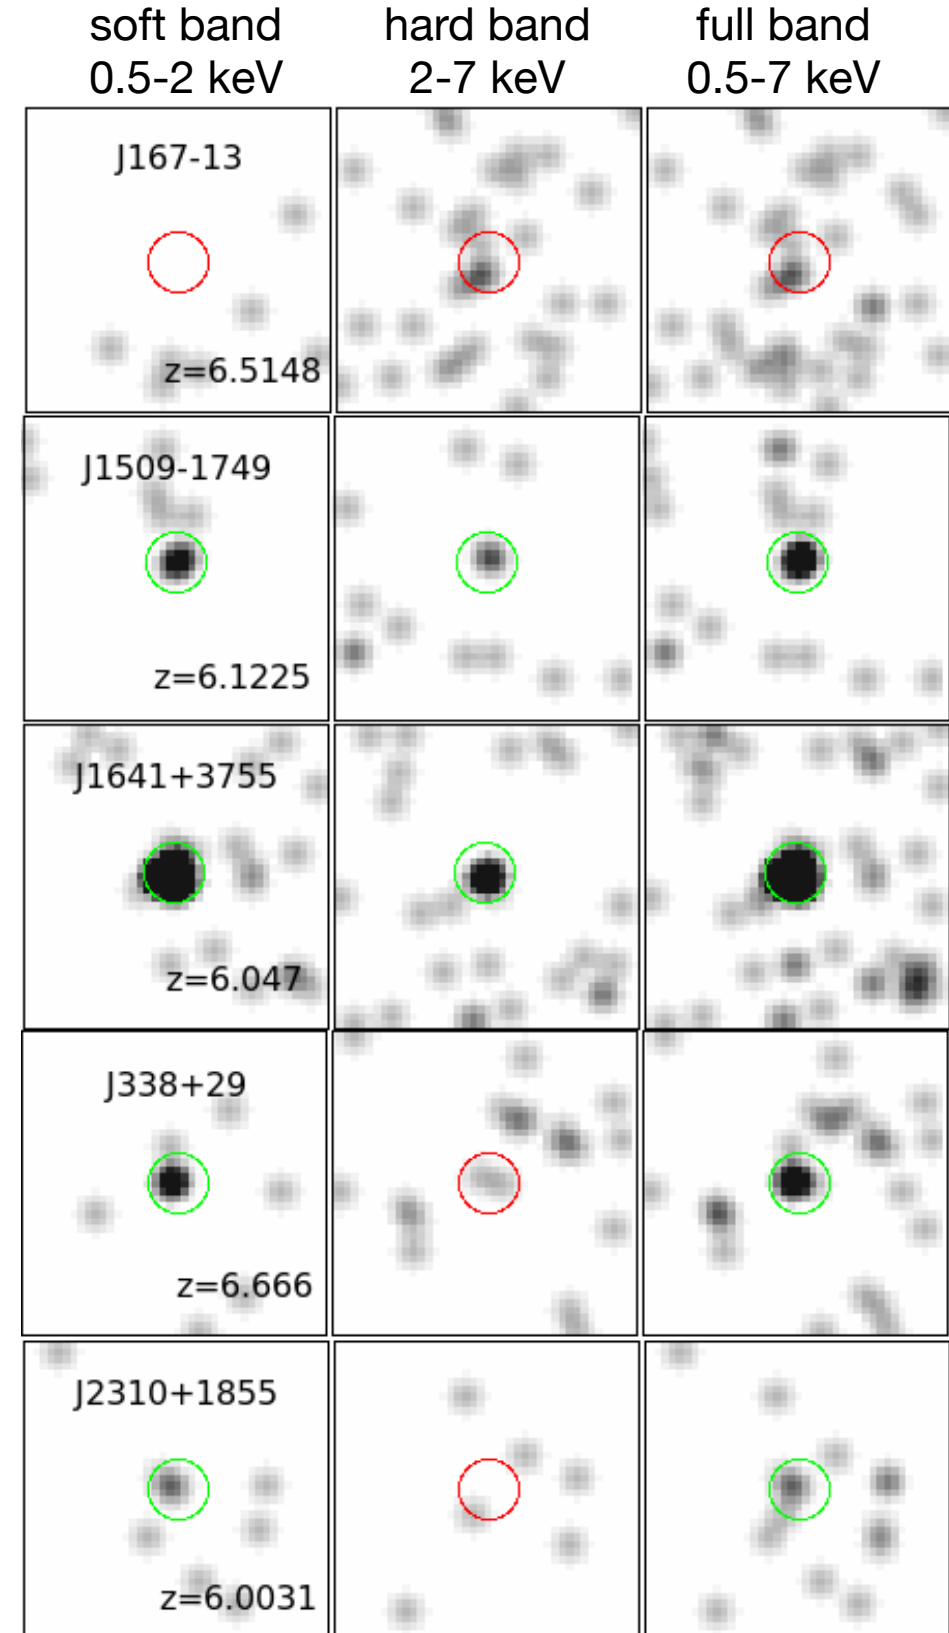 soft band hard band full band
0.5-2 keV 2-7 keV 0.5-7 keV
J167-13
z=6.5148
J1509-1749
z=6.1225
J1641+3755
z=6.047
J338+29
z=6.666
J2310+1855
z=6.0031